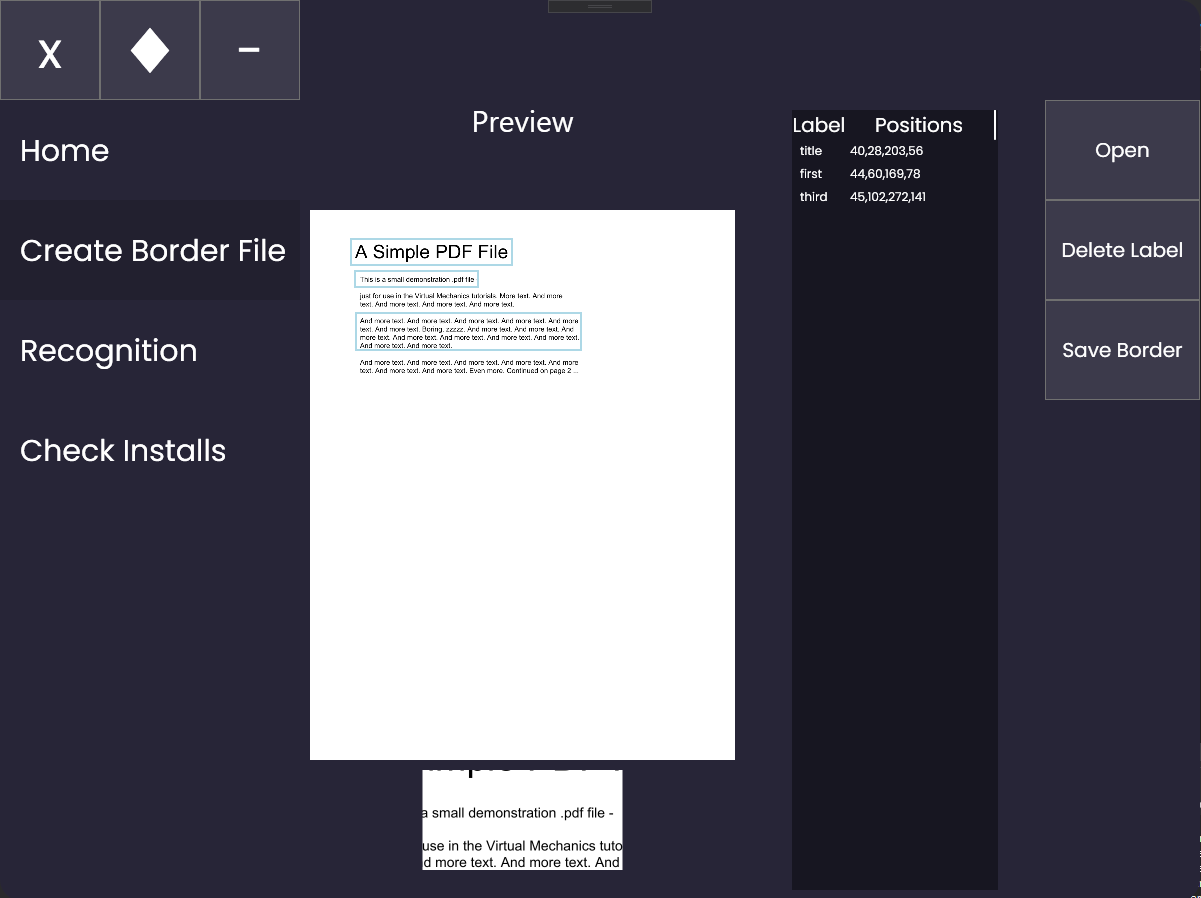 x ♦ -
Home
Create Border File
Recognition
Check Installs
Preview
A Simple PDF File
This is a small demonstration .pdf file
just for use in the Virtual Mechanics tutorials. More text. And more
text. And more text. And more text. And more text.
And more text. And more text. And more text. And more text. And more
text. And more text. Boring, zzzzz. And more text. And more text. And
more text. And more text. And more text. And more text. And more text.
And more text. And more text.
And more text. And more text. And more text. And more text. And more
text. And more text. And more text. Even more. Continued on page 2 ...
a small demonstration .pdf file -
use in the Virtual Mechanics tuto
d more text. And more text. And
Label Positions
title 40,28,203,56
first 44,60,169,78
third 45,102,272,141
Open
Delete Label
Save Border